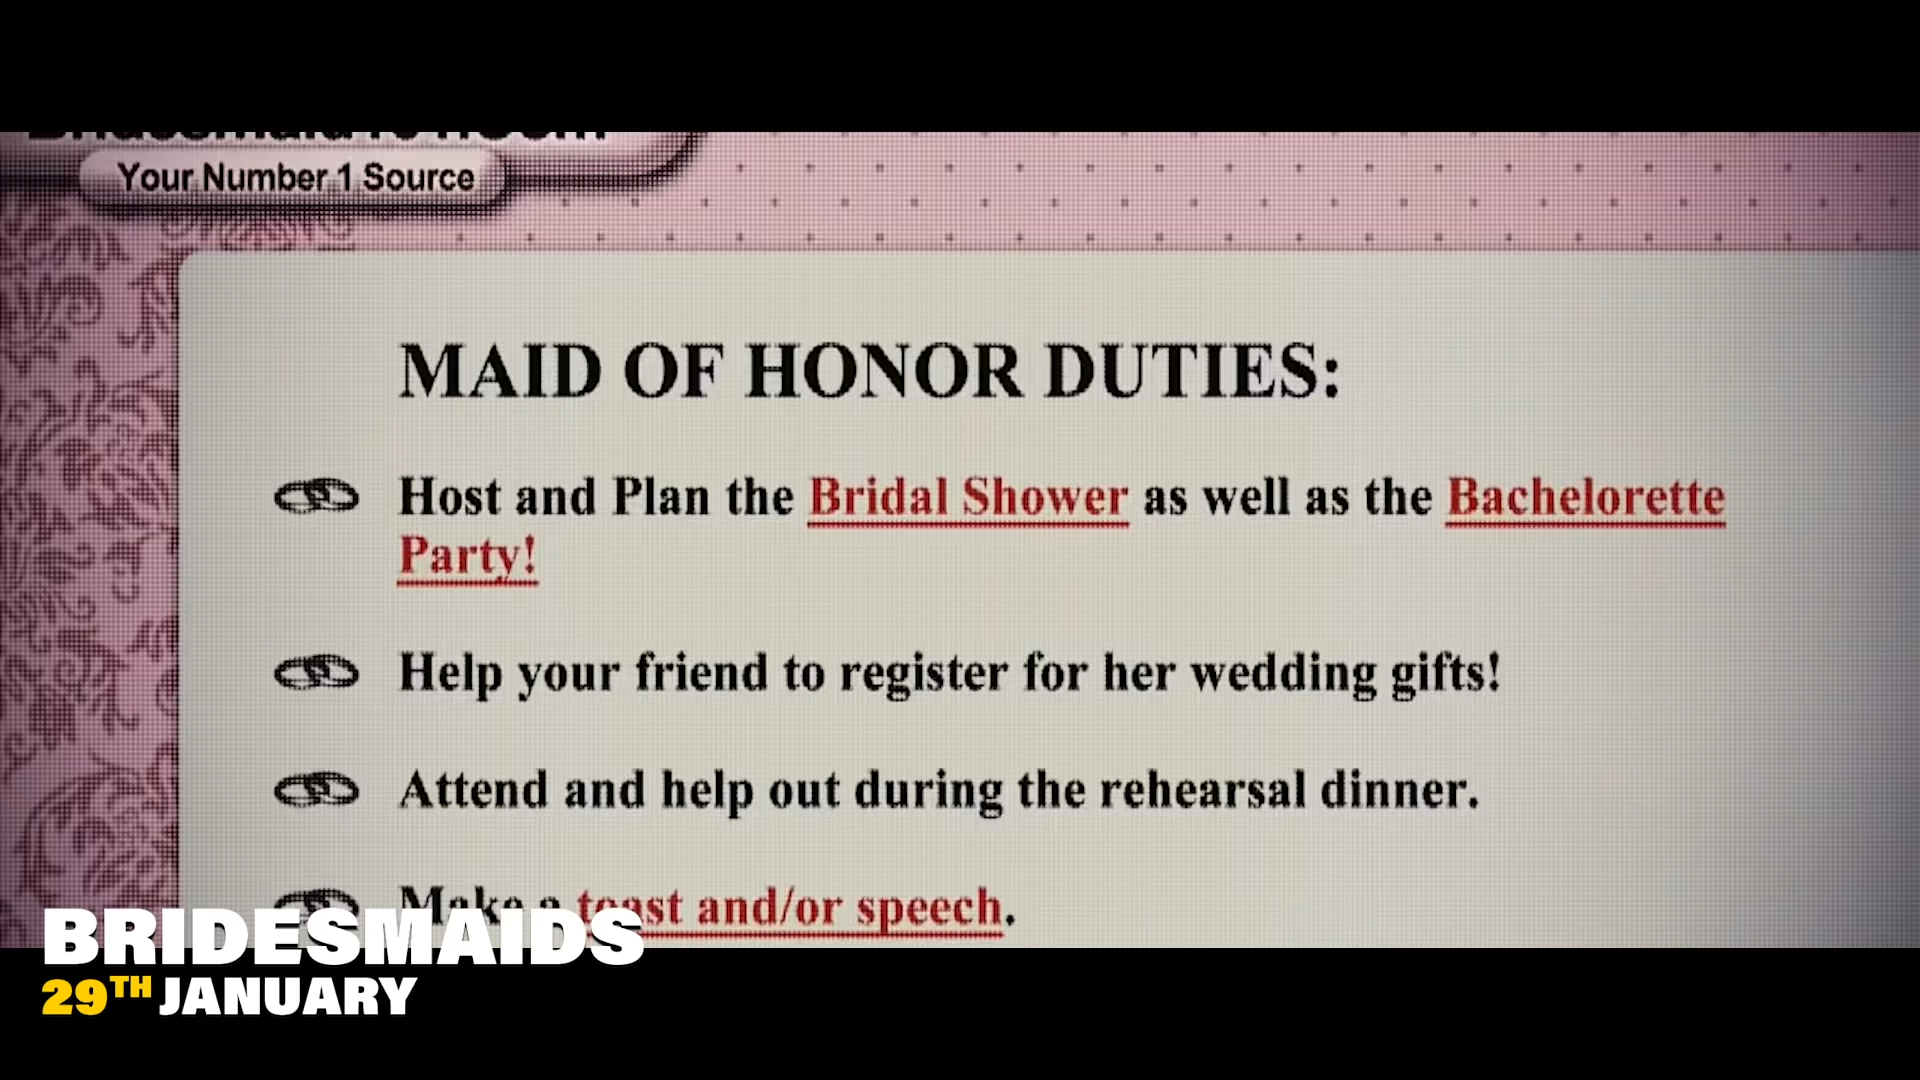 Your Number 1 Source
MAID OF HONOR DUTIES:
Host and Plan the Bridal Shower as well as the Bachelorette
Party!
Help your friend to register for her wedding gifts!
Attend and help out during the rehearsal dinner.
Make a toast and/or speech.
BRIDESMAIDS
29TH JANUARY